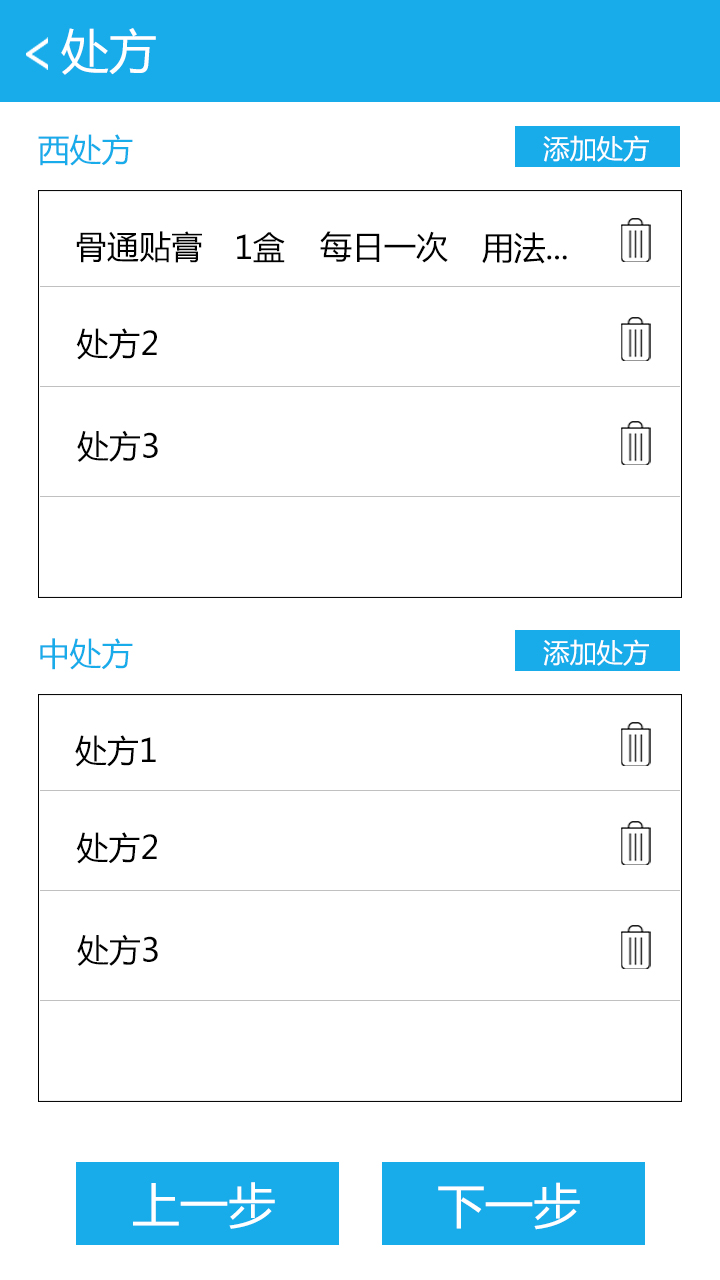 < 处方
西处方 添加处方
骨通贴膏 1盒 每日一次 用法...
处方2
处方3
中处方 添加处方
处方1
处方2
处方3
上一步 下一步